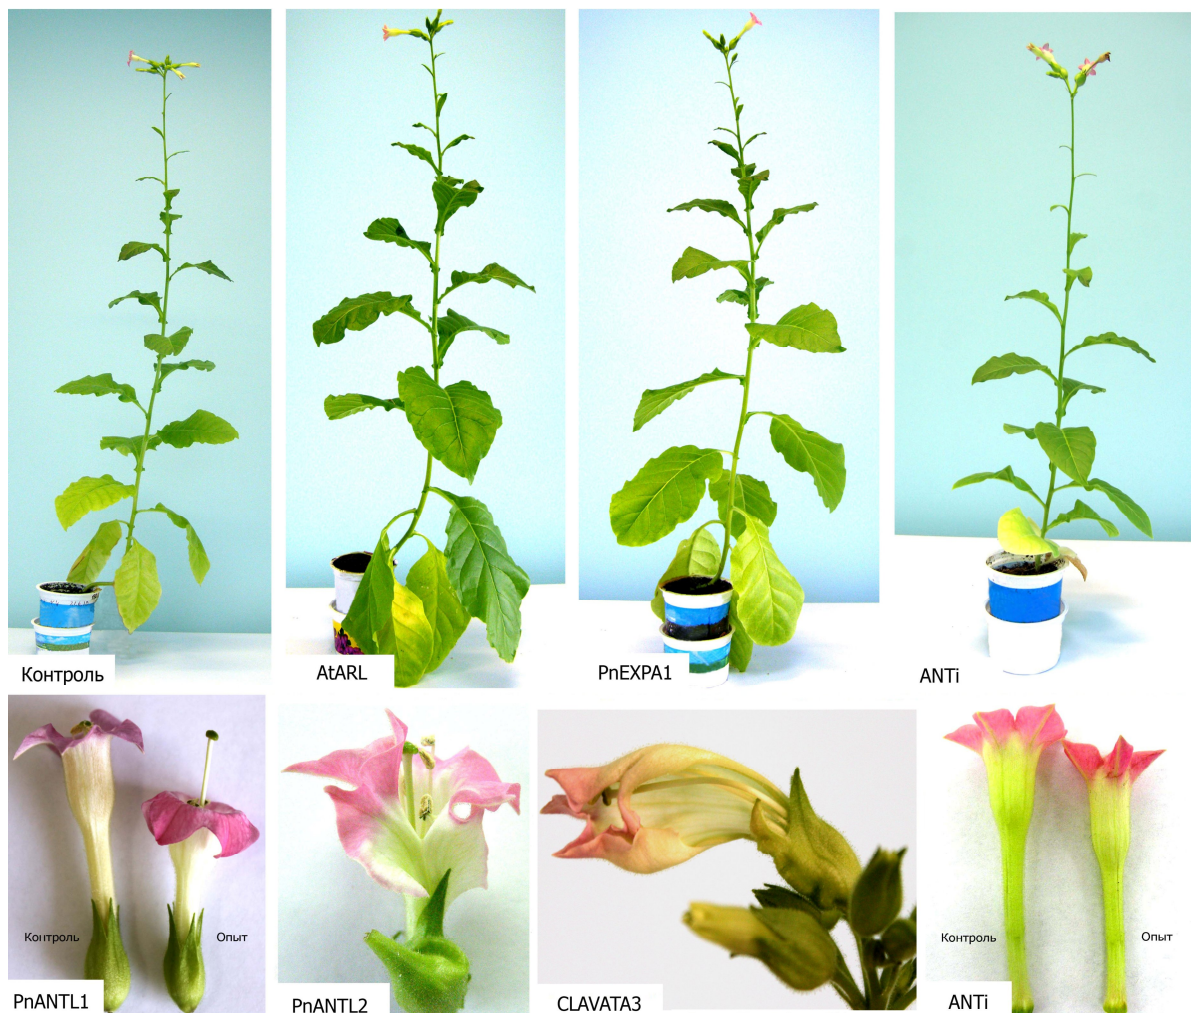 Контроль
AtARL
PnEXPA1
ANTi
Контроль
Опыт
PnANTL1
PnANTL2
CLAVATA3
Контроль
Опыт
ANTi